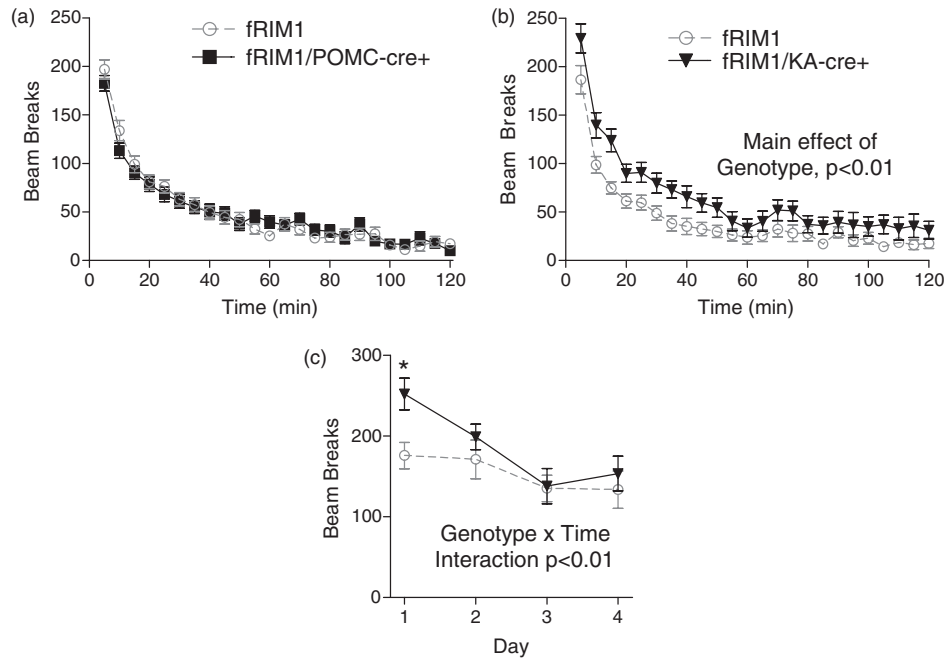 (a)
fRIM1
fRIM1/POMC-cre+
250
200
150
100
50
0
Beam Breaks
0 20 40 60 80 100 120
Time (min)
(b)
fRIM1
fRIM1/KA-cre+
Main effect of
Genotype, p<0.01
250
200
150
100
50
0
Beam Breaks
0 20 40 60 80 100 120
Time (min)
(c)
300
200
100
0
Beam Breaks
*
Genotype x Time
Interaction p<0.01
1 2 3 4
Day